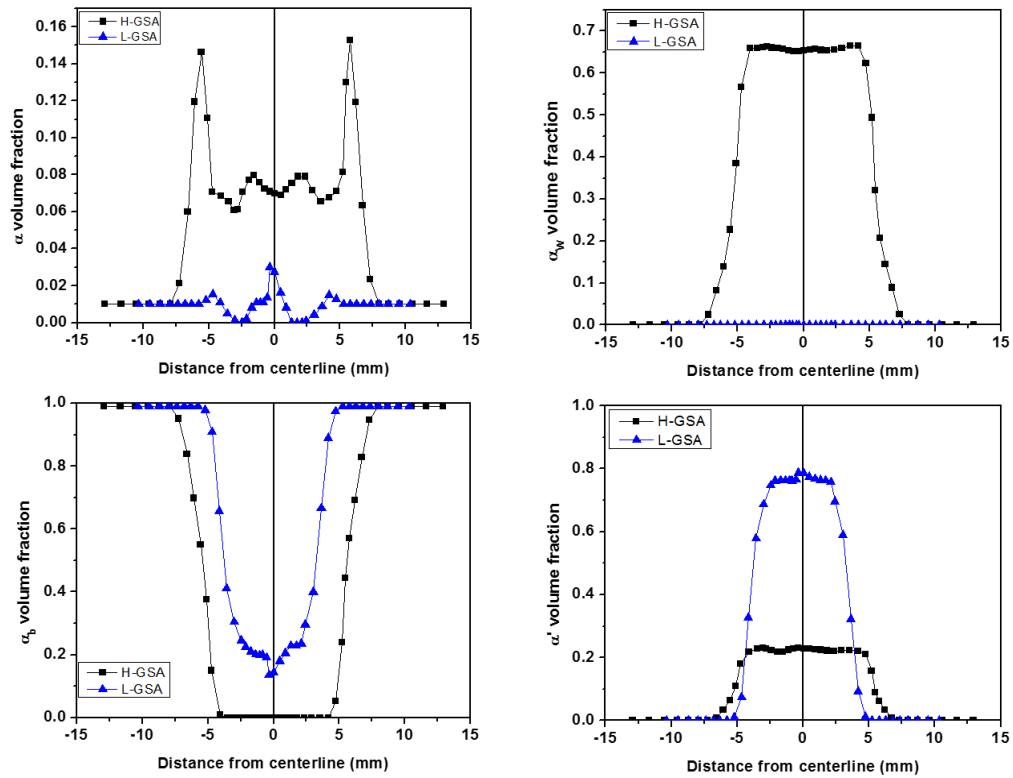 α volume fraction
0.16
0.14
0.12
0.10
0.08
0.06
0.04
0.02
0.00
H-GSA
L-GSA
-15 -10 -5 0 5 10 15
Distance from centerline (mm)
αw volume fraction
0.7
0.6
0.5
0.4
0.3
0.2
0.1
0.0
H-GSA
L-GSA
-15 -10 -5 0 5 10 15
Distance from centerline (mm)
αb volume fraction
1.0
0.8
0.6
0.4
0.2
0.0
H-GSA
L-GSA
-15 -10 -5 0 5 10 15
Distance from centerline (mm)
α' volume fraction
1.0
0.8
0.6
0.4
0.2
0.0
H-GSA
L-GSA
-15 -10 -5 0 5 10 15
Distance from centerline (mm)